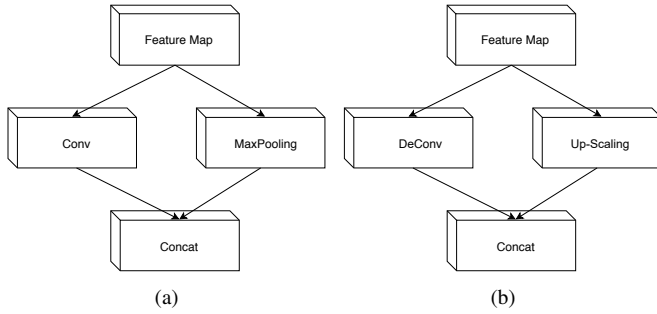 Feature Map
Conv
MaxPooling
Concat
(a)
Feature Map
DeConv
Up-Scaling
Concat
(b)